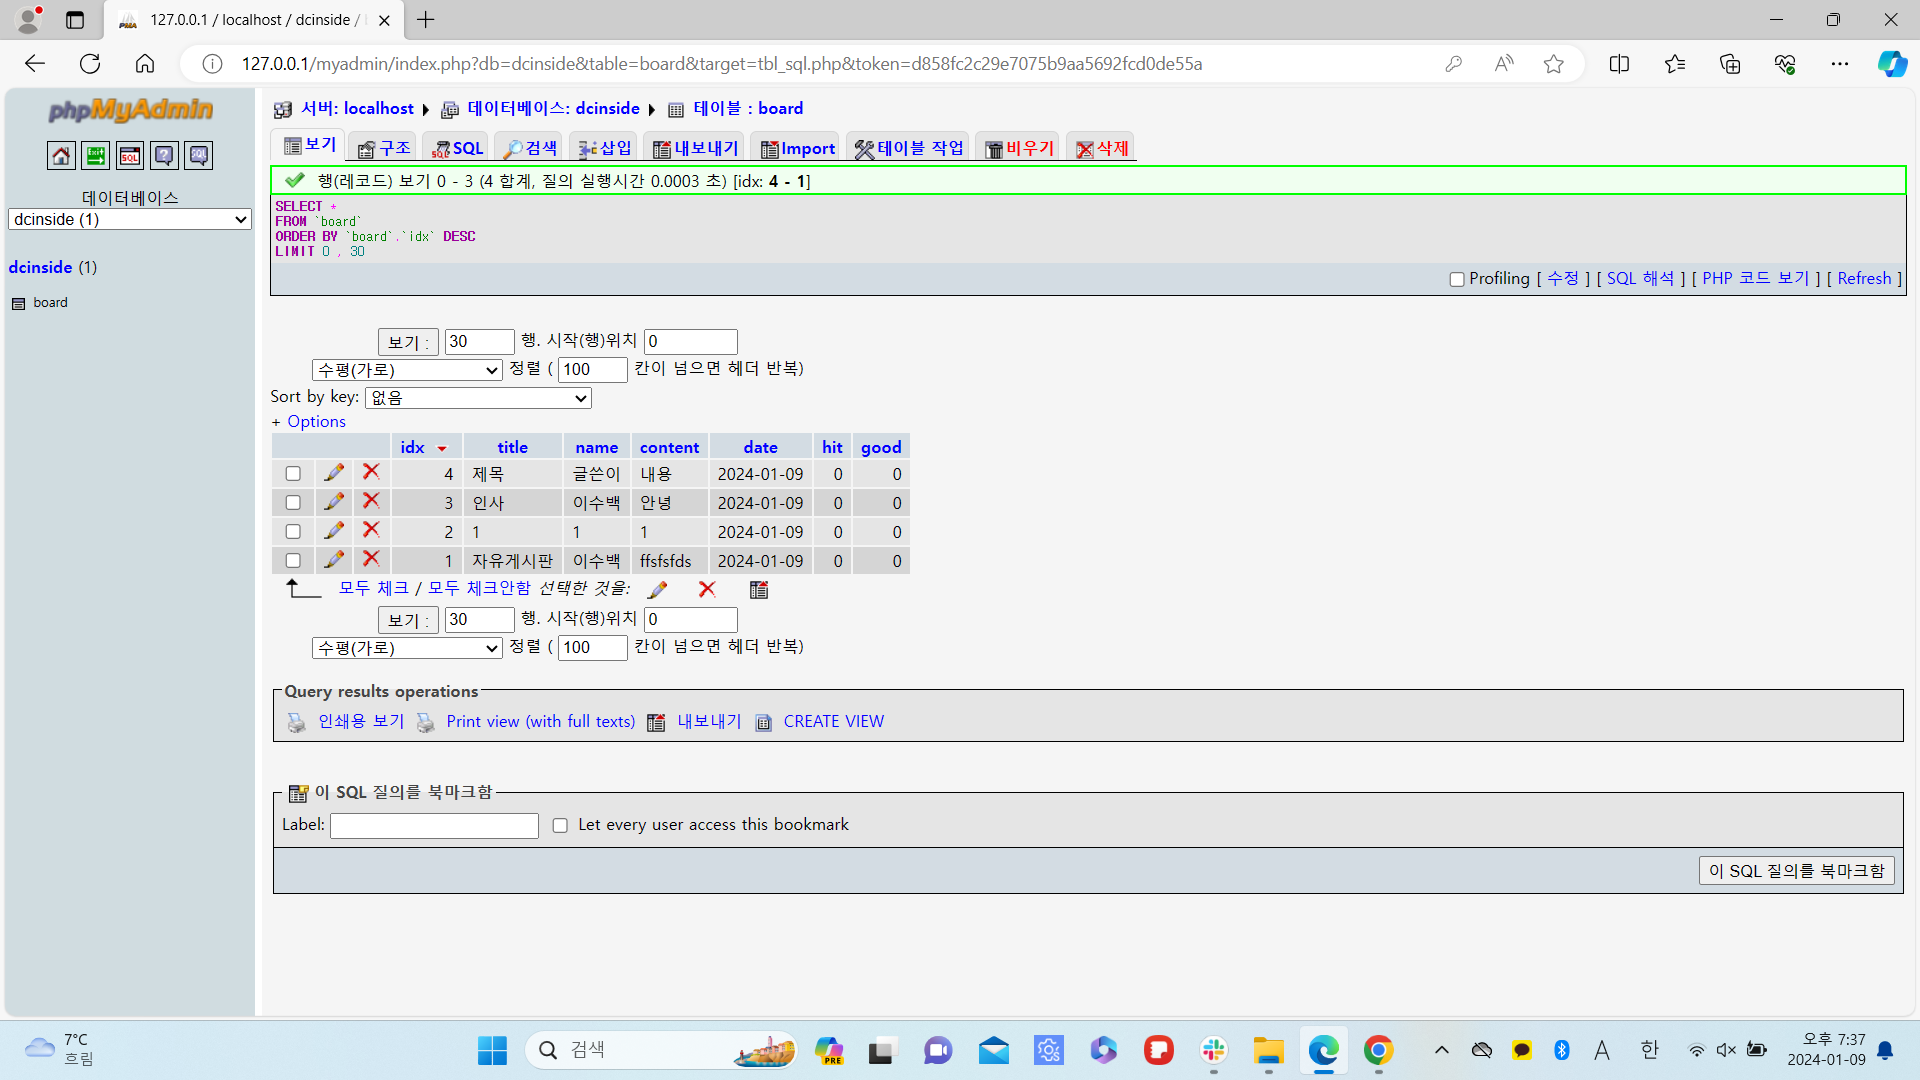 127.0.0.1 / localhost / dcinside /
127.0.0.1/myadmin/index.php?db=dcinside&table=board&target=tbl_sql.php&token=d858fc2c29e7075b9aa5692fcd0de55a
phpMyAdmin
데이터베이스
dcinside (1)
dcinside (1)
board
서버: localhost 데이터베이스: dcinside 테이블 : board
보기 구조 SQL 검색 삽입 내보내기 Import 테이블 작업 비우기 삭제
행(레코드) 보기 0 - 3 (4 합계, 질의 실행시간 0.0003 초) [idx: 4 - 1]
SELECT *
FROM `board`
ORDER BY `board`.`idx` DESC
LIMIT 0 , 30
Profiling [ 수정 ] [ SQL 해석 ] [ PHP 코드 보기 ] [ Refresh ]
보기 : 30 행. 시작(행)위치 0
수평(가로) 정렬 ( 100 칸이 넘으면 헤더 반복)
Sort by key: 없음
+ Options
idx title name content date hit good
4 제목 글쓴이 내용 2024-01-09 0 0
3 인사 이수백 안녕 2024-01-09 0 0
2 1 1 1 2024-01-09 0 0
1 자유게시판 이수백 ffsfsfds 2024-01-09 0 0
모두 체크 / 모두 체크안함 선택한 것을:
보기 : 30 행. 시작(행)위치 0
수평(가로) 정렬 ( 100 칸이 넘으면 헤더 반복)
Query results operations
인쇄용 보기 Print view (with full texts) 내보내기 CREATE VIEW
이 SQL 질의를 북마크함
Label: Let every user access this bookmark
이 SQL 질의를 북마크함
7°C
흐림
검색
PRE
A 한
오후 7:37
2024-01-09